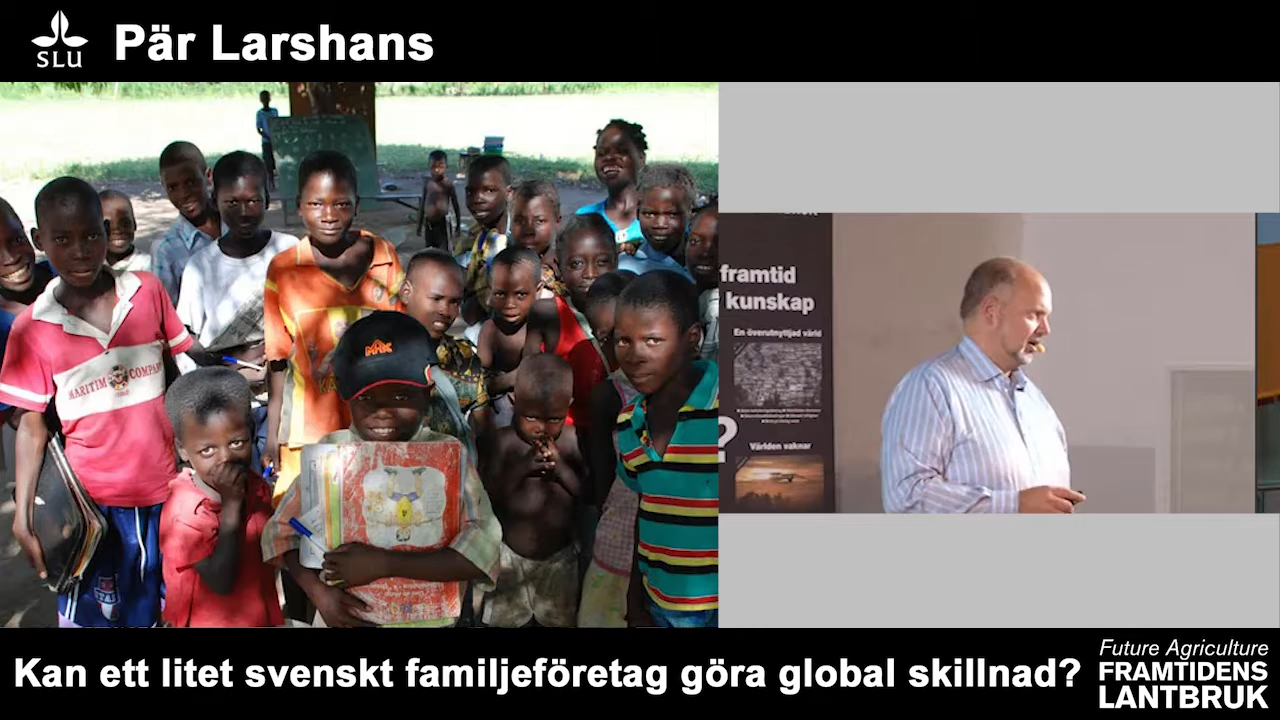 SLU
Pär Larshans
MARITIM COMPANY
framtid
kunskap
En överutnyttjad värld
?
Världen vaknar
Kan ett litet svenskt familjeföretag göra global skillnad?
Future Agriculture
FRAMTIDENS
LANTBRUK